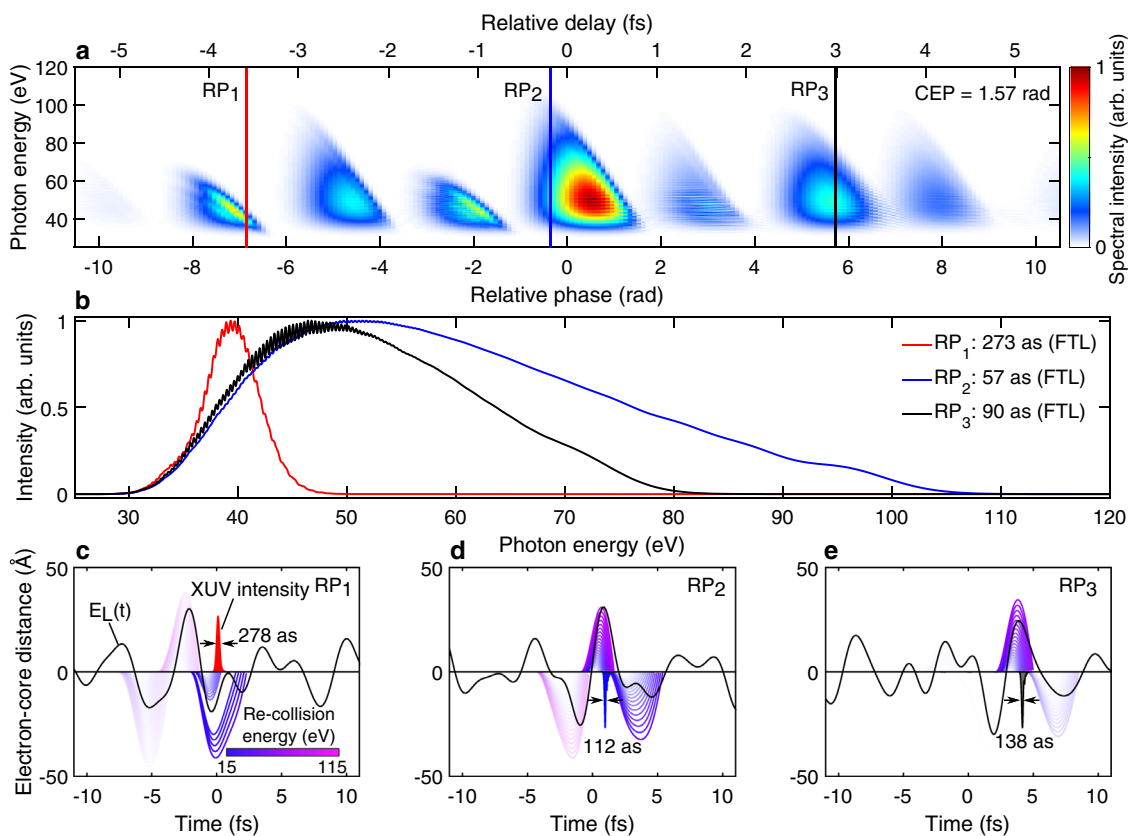 Relative delay (fs)
a
-5 -4 -3 -2 -1 0 1 2 3 4 5
Photon energy (eV)
120
100
80
60
40
RP1
RP2
RP3
CEP = 1.57 rad
-10 -8 -6 -4 -2 0 2 4 6 8 10
Relative phase (rad)
1
0
Spectral intensity (arb. units)
b
Intensity (arb. units)
1
0.5
0
RP1: 273 as (FTL)
RP2: 57 as (FTL)
RP3: 90 as (FTL)
30 40 50 60 70 80 90 100 110 120
Photon energy (eV)
c
Electron-core distance (Å)
50
0
-50
XUV intensity
RP1
EL(t)
278 as
Re-collision
energy (eV)
15 115
-10 -5 0 5 10
Time (fs)
d
50
0
-50
RP2
112 as
-10 -5 0 5 10
Time (fs)
e
50
0
-50
RP3
138 as
-10 -5 0 5 10
Time (fs)